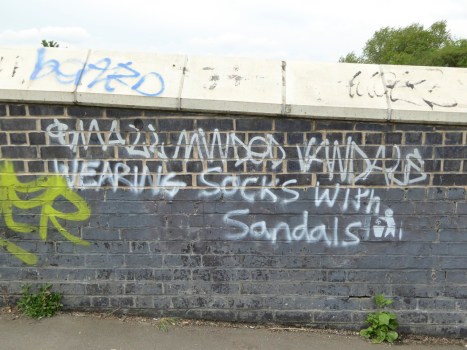 SMALL MINDED VANDALS
WEARING SOCKS WitH
Sandals